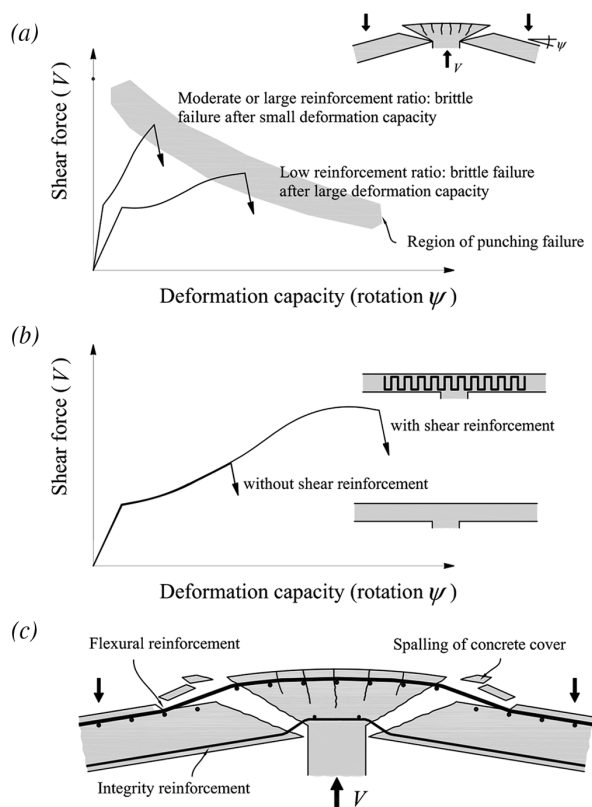 (a)
Shear force (V)
ψ
V
Moderate or large reinforcement ratio: brittle
failure after small deformation capacity
Low reinforcement ratio: brittle failure
after large deformation capacity
Region of punching failure
Deformation capacity (rotation ψ)
(b)
Shear force (V)
with shear reinforcement
without shear reinforcement
Deformation capacity (rotation ψ)
(c)
Flexural reinforcement
Spalling of concrete cover
Integrity reinforcement
V